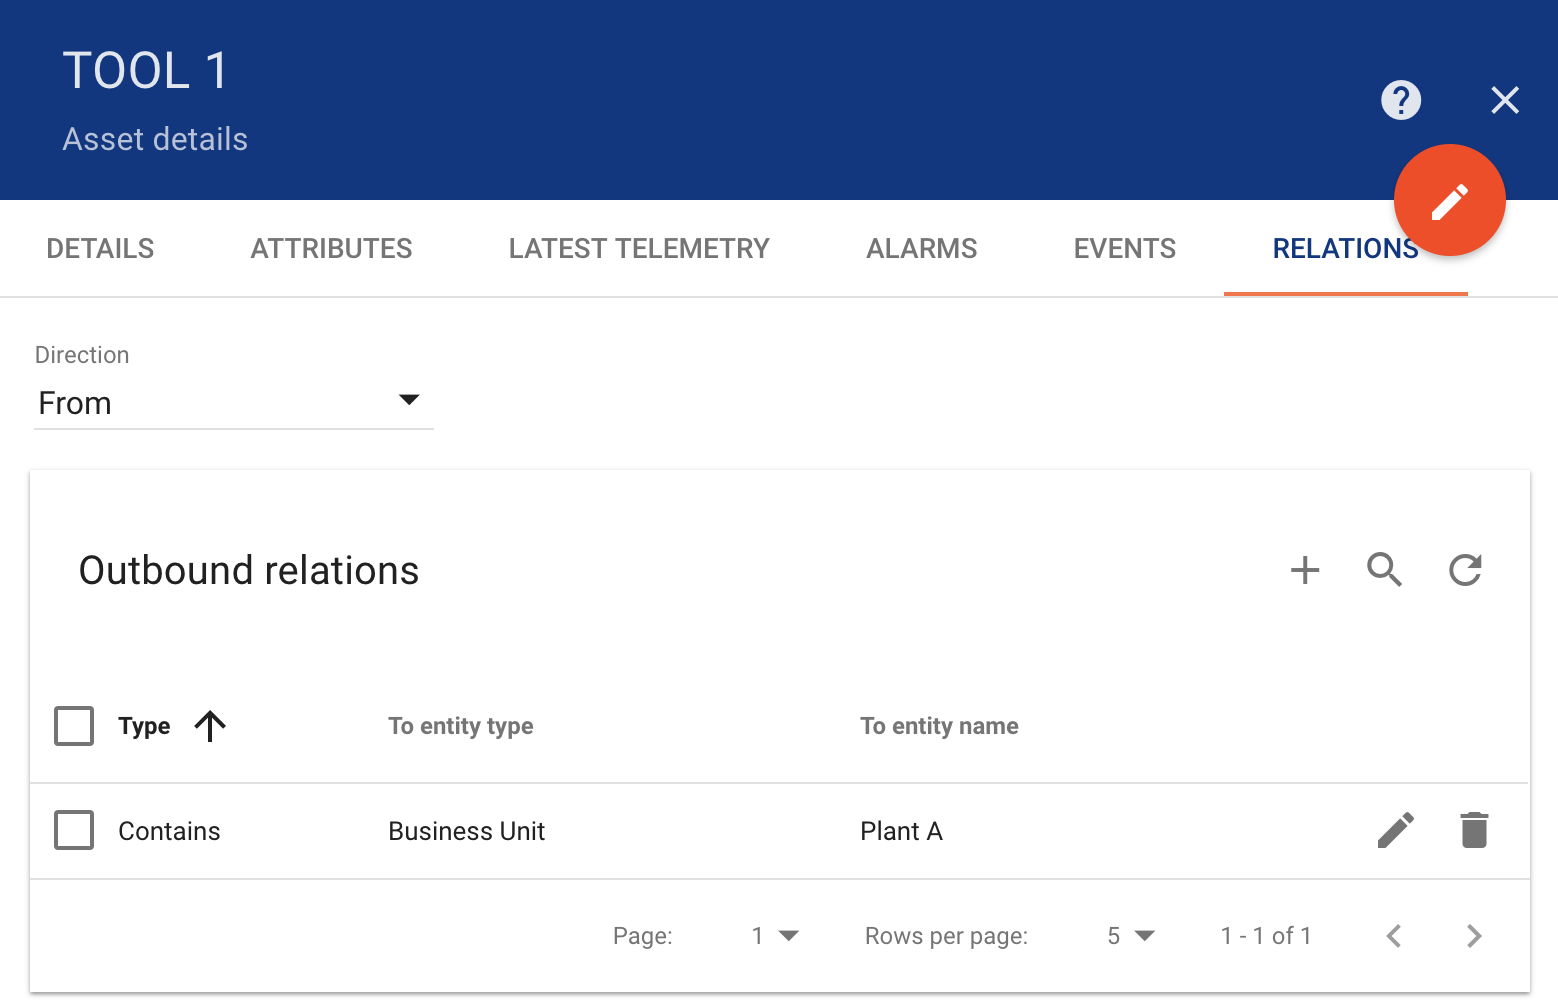 TOOL 1
Asset details
DETAILS ATTRIBUTES LATEST TELEMETRY ALARMS EVENTS RELATIONS
Direction
From
Outbound relations
Type To entity type To entity name
Contains Business Unit Plant A
Page: 1 Rows per page: 5 1 - 1 of 1